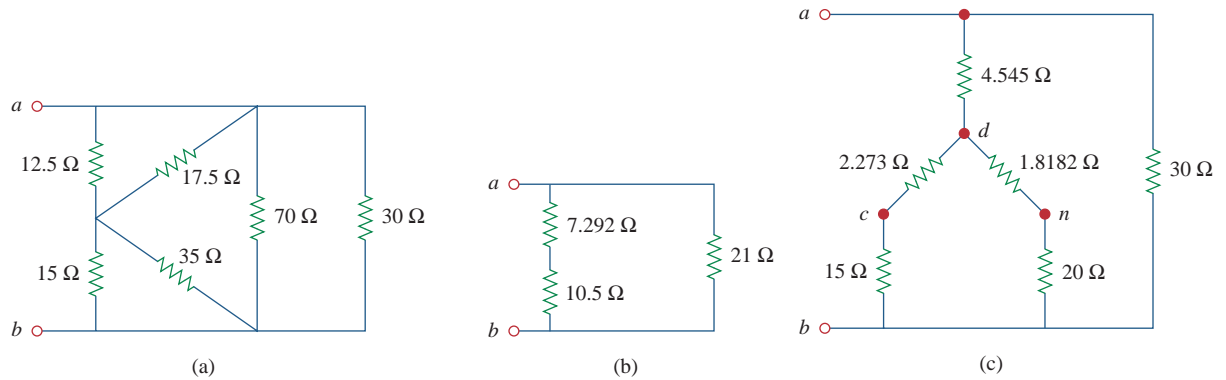 a
12.5 Ω
17.5 Ω
70 Ω
30 Ω
35 Ω
15 Ω
b
(a)
a
7.292 Ω
21 Ω
10.5 Ω
b
(b)
a
4.545 Ω
d
2.273 Ω
1.8182 Ω
30 Ω
c
n
15 Ω
20 Ω
b
(c)